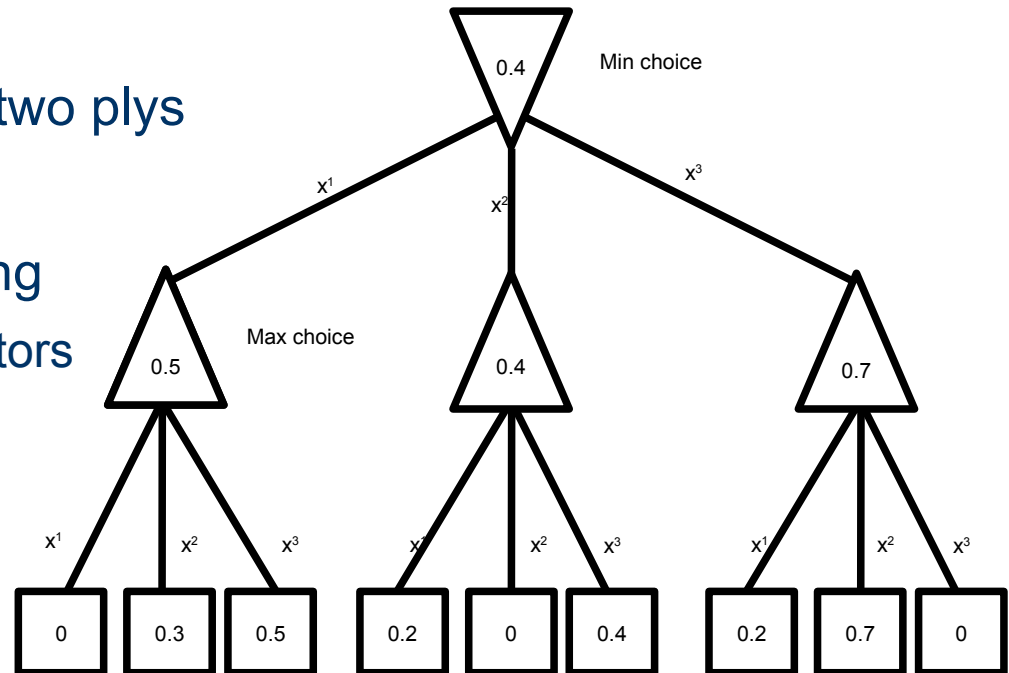 0.4
Min choice
two plys
x³
x¹
x²
ng
Max choice
tors
0.5
0.4
0.7
x¹
x²
x³
x¹
x²
x³
x¹
x²
x³
0
0.3
0.5
0.2
0
0.4
0.2
0.7
0